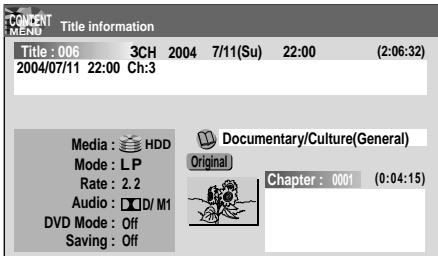 CONTENT MENU Title information
Title : 006 3CH 2004 7/11(Su) 22:00 (2:06:32)
2004/07/11 22:00 Ch:3
Media : HDD
Documentary/Culture(General)
Mode : LP
Original
Rate : 2.2
Chapter : 0001 (0:04:15)
Audio : D/ M1
DVD Mode : Off
Saving : Off